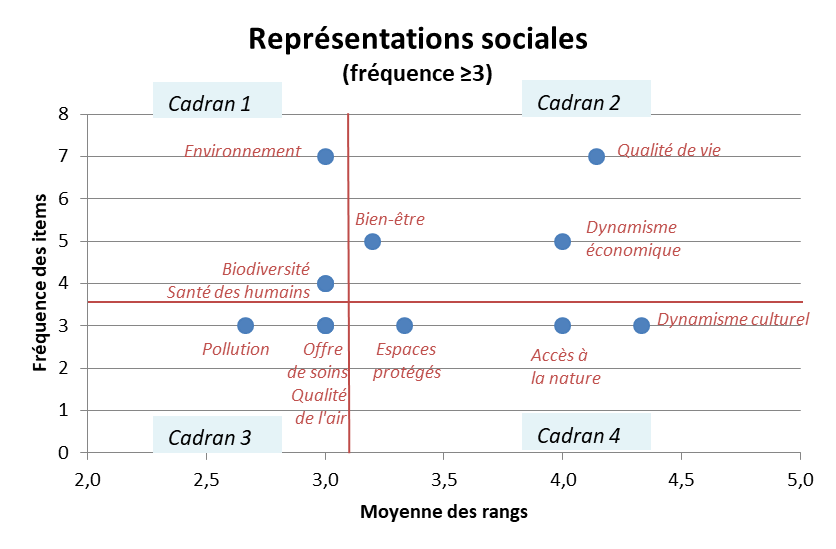 Représentations sociales
(fréquence ≥3)
Cadran 1
Cadran 2
8
7
6
5
4
3
2
1
0
Fréquence des items
Environnement
Qualité de vie
Bien-être
Dynamisme
économique
Biodiversité
Santé des humains
Dynamisme culturel
Pollution
Offre
de soins
Qualité
de l'air
Espaces
protégés
Accès à
la nature
Cadran 3
Cadran 4
2,0
2,5
3,0
3,5
4,0
4,5
5,0
Moyenne des rangs